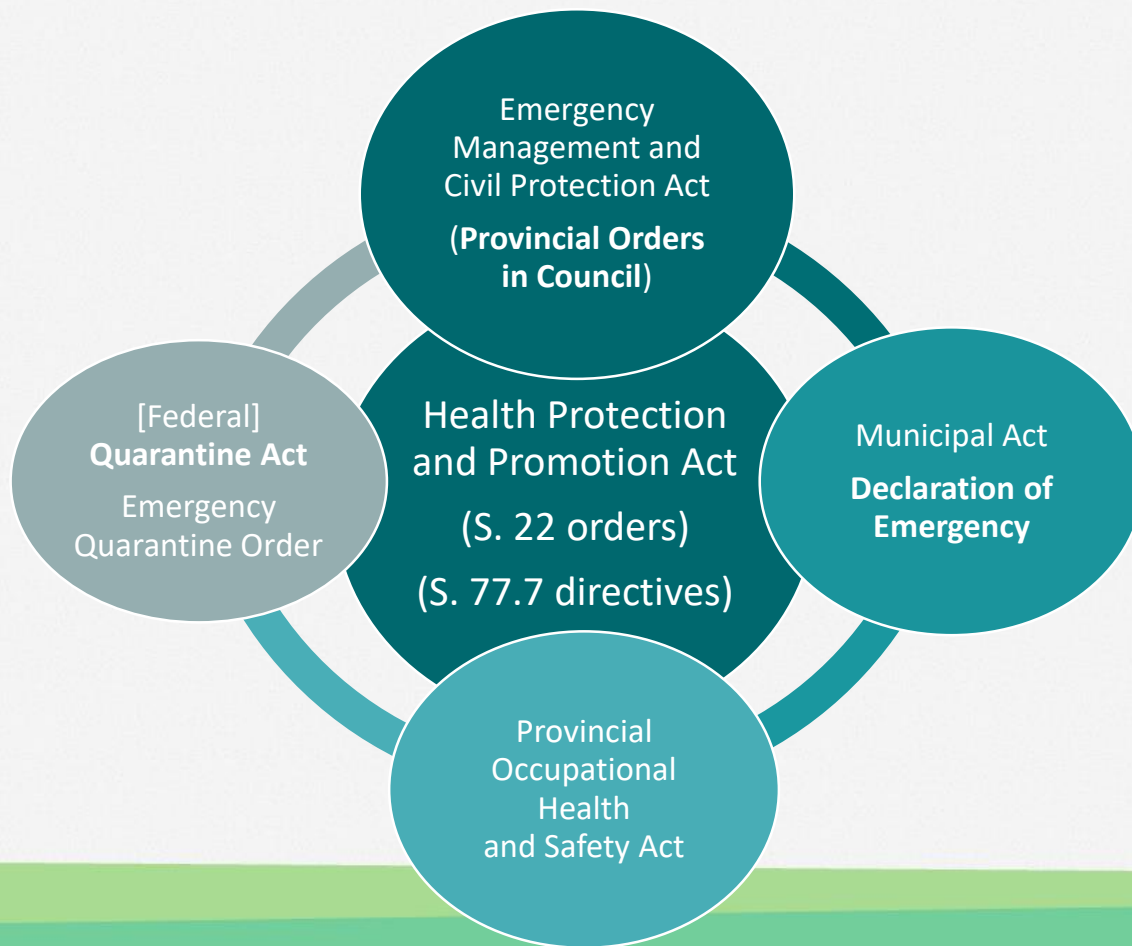 Emergency
Management and
Civil Protection Act
(Provincial Orders
in Council)
[Federal]
Quarantine Act
Emergency
Quarantine Order
Health Protection
and Promotion Act
(S. 22 orders)
(S. 77.7 directives)
Municipal Act
Declaration of
Emergency
Provincial
Occupational
Health
and Safety Act